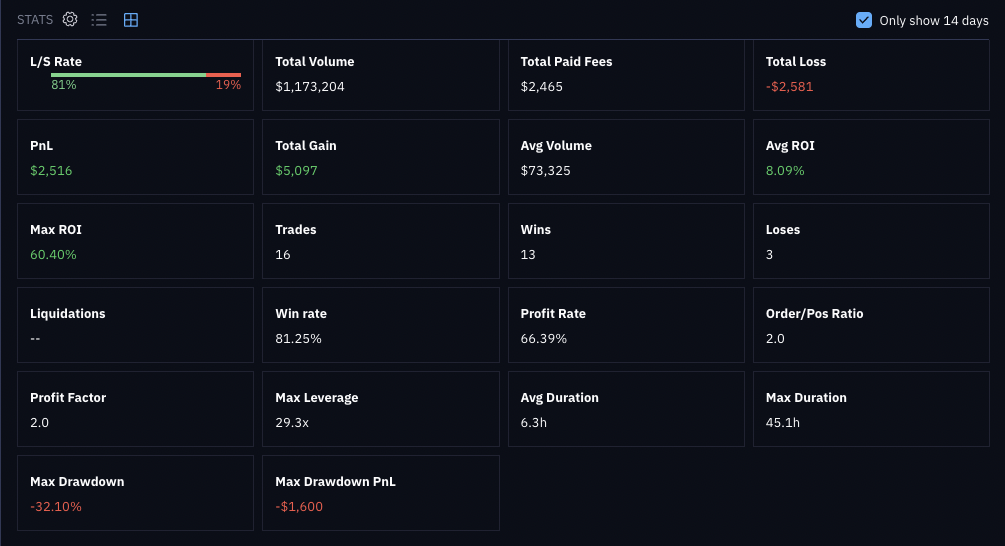 STATS Only show 14 days
L/S Rate Total Volume Total Paid Fees Total Loss
81% 19% $1,173,204 $2,465 -$2,581
PnL Total Gain Avg Volume Avg ROI
$2,516 $5,097 $73,325 8.09%
Max ROI Trades Wins Loses
60.40% 16 13 3
Liquidations Win rate Profit Rate Order/Pos Ratio
-- 81.25% 66.39% 2.0
Profit Factor Max Leverage Avg Duration Max Duration
2.0 29.3x 6.3h 45.1h
Max Drawdown Max Drawdown PnL
-32.10% -$1,600